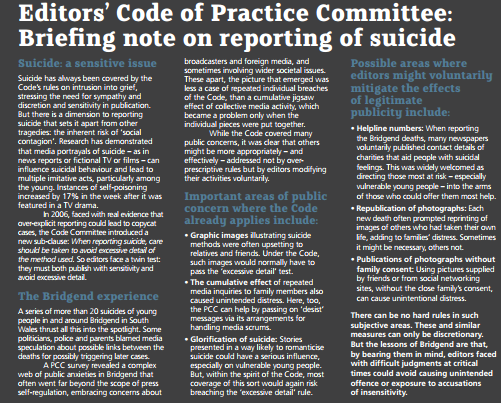 Editors' Code of Practice Committee:
Briefing note on reporting of suicide
Suicide: a sensitive issue
Suicide has always been covered by the
Code's rules on intrusion into grief,
stressing the need for sympathy and
discretion and sensitivity in publication.
But there is a dimension to reporting
suicide that sets it apart from other
tragedies: the inherent risk of 'social
contagion'. Research has demonstrated
that media portrayals of suicide – as in
news reports or fictional TV or films – can
influence suicidal behaviour and lead to
multiple imitative acts, particularly among
the young. Instances of self-poisoning
increased by 17% in the week after it was
featured in a TV drama.
In 2006, faced with real evidence that
over-explicit reporting could lead to copycat
cases, the Code Committee introduced a
new sub-clause: When reporting suicide, care
should be taken to avoid excessive detail of
the method used. So editors face a twin test:
they must both publish with sensitivity and
avoid excessive detail.
The Bridgend experience
A series of more than 20 suicides of young
people in and around Bridgend in South
Wales thrust all this into the spotlight. Some
politicians, police and parents blamed media
speculation about possible links between the
deaths for possibly triggering later cases.
A PCC survey revealed a complex
web of public anxieties in Bridgend that
often went far beyond the scope of press
self-regulation, embracing concerns about
broadcasters and foreign media, and
sometimes involving wider societal issues.
These apart, the picture that emerged was
less a case of repeated individual breaches
of the Code, than a cumulative jigsaw
effect of collective media activity, which
became a problem only when the
individual pieces were put together.
While the Code covered many
public concerns, it was clear that others
might be more appropriately – and
effectively – addressed not by over-
prescriptive rules but by editors modifying
their activities voluntarily.
Important areas of public
concern where the Code
already applies include:
• Graphic images illustrating suicide
methods were often upsetting to
relatives and friends. Under the Code,
such images would normally have to
pass the 'excessive detail' test.
• The cumulative effect of repeated
media inquiries to family members also
caused unintended distress. Here, too,
the PCC can help by passing on 'desist'
messages via its arrangements for
handling media scrums.
• Glorification of suicide: Stories
presented in a way likely to romanticise
suicide could have a serious influence,
especially on vulnerable young people.
But, within the spirit of the Code, most
coverage of this sort would again risk
breaching the 'excessive detail' rule.
Possible areas where
editors might voluntarily
mitigate the effects
of legitimate
publicity include:
• Helpline numbers: When reporting
the Bridgend deaths, many newspapers
voluntarily published contact details of
charities that aid people with suicidal
feelings. This was widely welcomed as
directing those most at risk – especially
vulnerable young people – into the arms
of those who could offer them most help.
• Republication of photographs: Each
new death often prompted reprinting of
images of others who had taken their own
life, adding to families' distress. Sometimes
it might be necessary, others not.
• Publications of photographs without
family consent: Using pictures supplied
by friends or from social networking
sites, without the close family's consent,
can cause unintentional distress.
There can be no hard rules in such
subjective areas. These and similar
measures can only be discretionary.
But the lessons of Bridgend are that,
by bearing them in mind, editors faced
with difficult judgments at critical
times could avoid causing unintended
offence or exposure to accusations
of insensitivity.